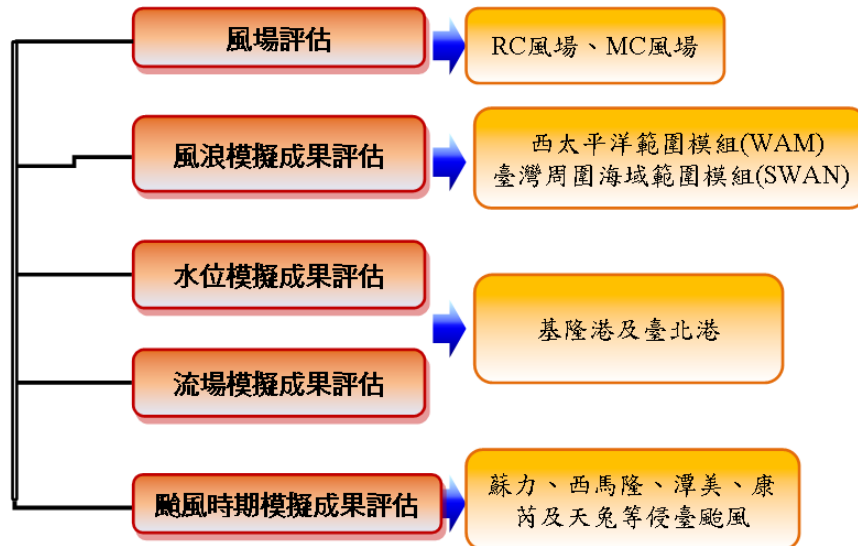 風場評估
RC風場、MC風場
風浪模擬成果評估
西太平洋範圍模組(WAM)
臺灣周圍海域範圍模組(SWAN)
水位模擬成果評估
基隆港及臺北港
流場模擬成果評估
颱風時期模擬成果評估
蘇力、西馬隆、潭美、康
芮及天兔等侵臺颱風